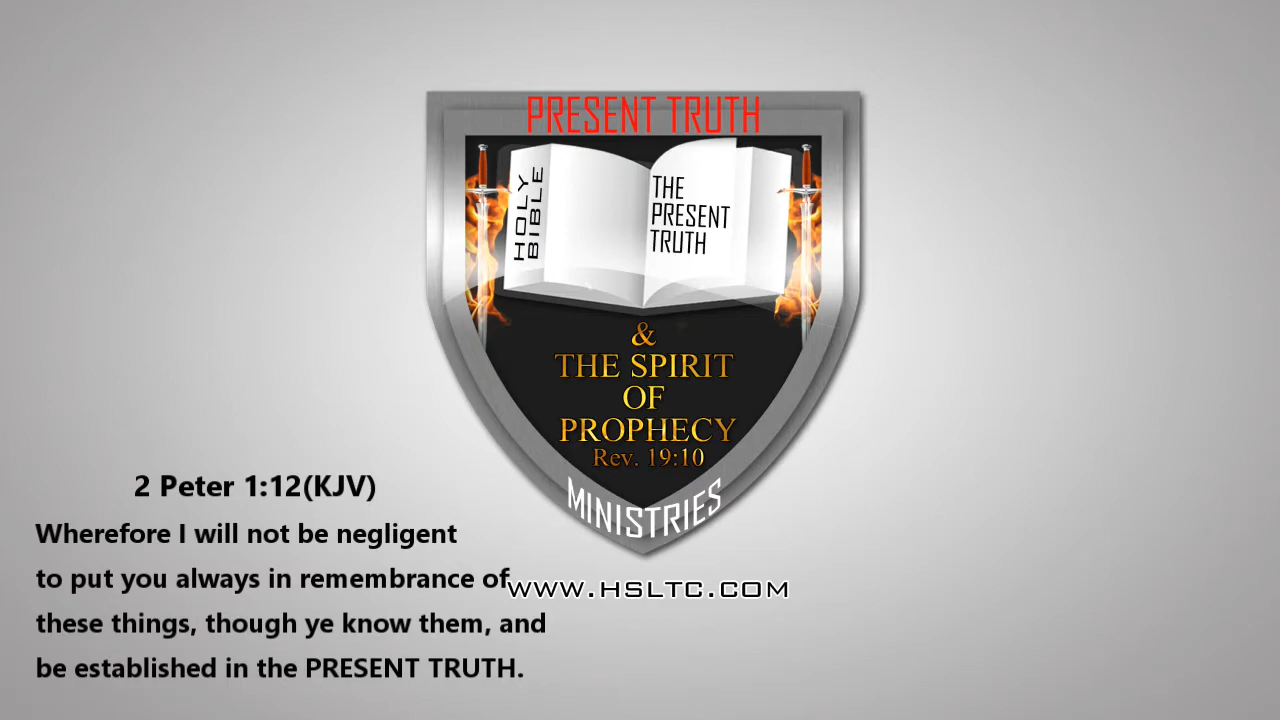 PRESENT TRUTH
HOLY
BIBLE
THE
PRESENT
TRUTH
&
THE SPIRIT
OF
PROPHECY
Rev. 19:10
MINISTRIES
WWW.HSLTC.COM
2 Peter 1:12(KJV)
Wherefore I will not be negligent
to put you always in remembrance of
these things, though ye know them, and
be established in the PRESENT TRUTH.